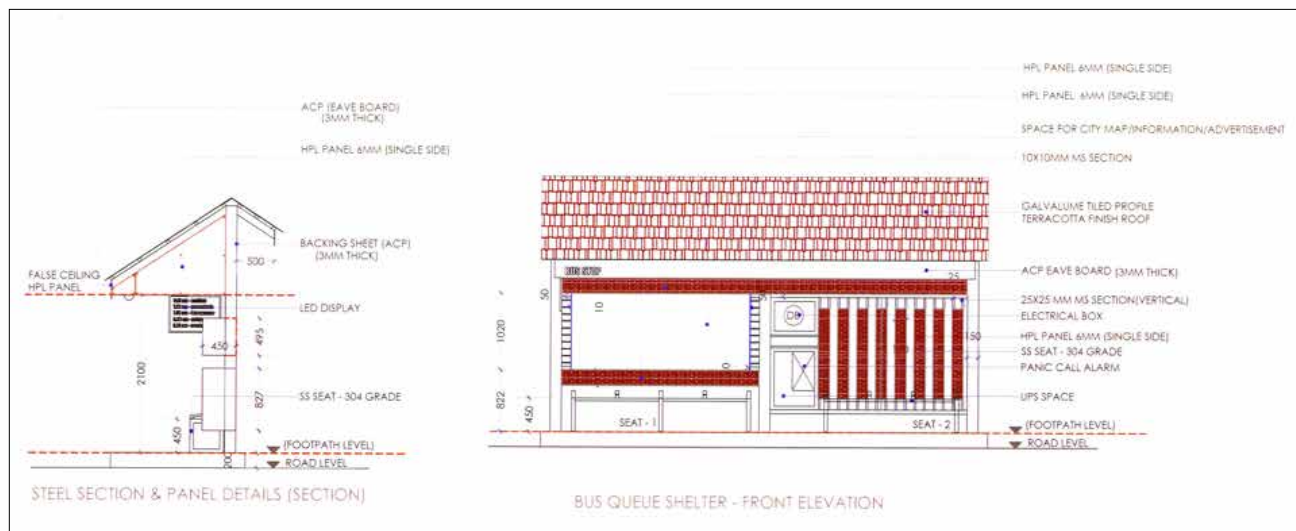 ACP (EAVE BOARD)
(3MM THICK)
HPL PANEL 6MM (SINGLE SIDE)
BACKING SHEET (ACP)
(3MM THICK)
500
FALSE CEILING
HPL PANEL
LED DISPLAY
495
450
2100
827
SS SEAT - 304 GRADE
450
(FOOTPATH LEVEL)
ROAD LEVEL
200
STEEL SECTION & PANEL DETAILS (SECTION)
HPL PANEL 6MM (SINGLE SIDE)
HPL PANEL 6MM (SINGLE SIDE)
SPACE FOR CITY MAP/INFORMATION/ADVERTISEMENT
10X10MM MS SECTION
GALVALUME TILED PROFILE
TERRACOTTA FINISH ROOF
BUS STOP
ACP EAVE BOARD (3MM THICK)
25
50
50
10
25X25 MM MS SECTION(VERTICAL)
DB
ELECTRICAL BOX
1020
HPL PANEL 6MM (SINGLE SIDE)
150
SS SEAT - 304 GRADE
PANIC CALL ALARM
822
450
UPS SPACE
SEAT - 1
SEAT - 2
(FOOTPATH LEVEL)
ROAD LEVEL
BUS QUEUE SHELTER - FRONT ELEVATION